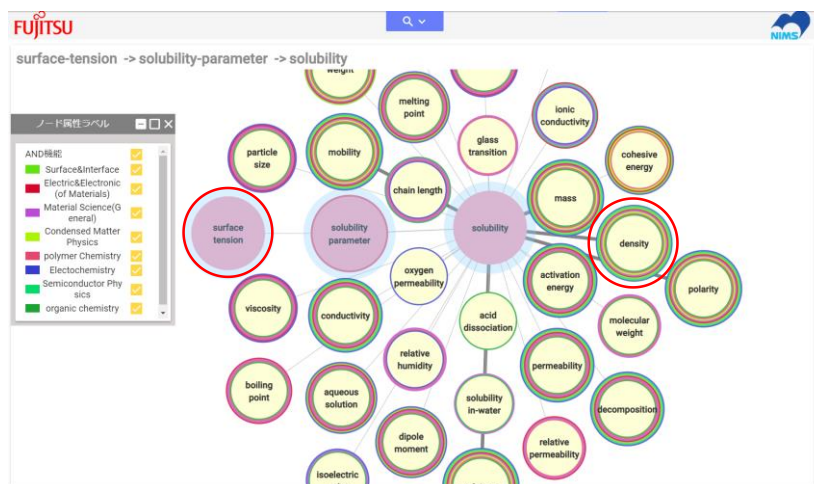 FUJITSU
NIMS
surface-tension -> solubility-parameter -> solubility
ノード属性ラベル
AND機能
Surface&Interface
Electric&Electronic
(of Materials)
Material Science(G
eneral)
Condensed Matter
Physics
polymer Chemistry
Electochemistry
Semiconductor Phy
sics
organic chemistry
weight
melting
point
ionic
conductivity
glass
transition
particle
size
mobility
cohesive
energy
chain length
mass
surface
tension
solubility
parameter
solubility
density
oxygen
permeability
activation
energy
polarity
viscosity
conductivity
acid
dissociation
molecular
weight
relative
humidity
permeability
boiling
point
aqueous
solution
solubility
in-water
decomposition
dipole
moment
relative
permeability
isoelectric